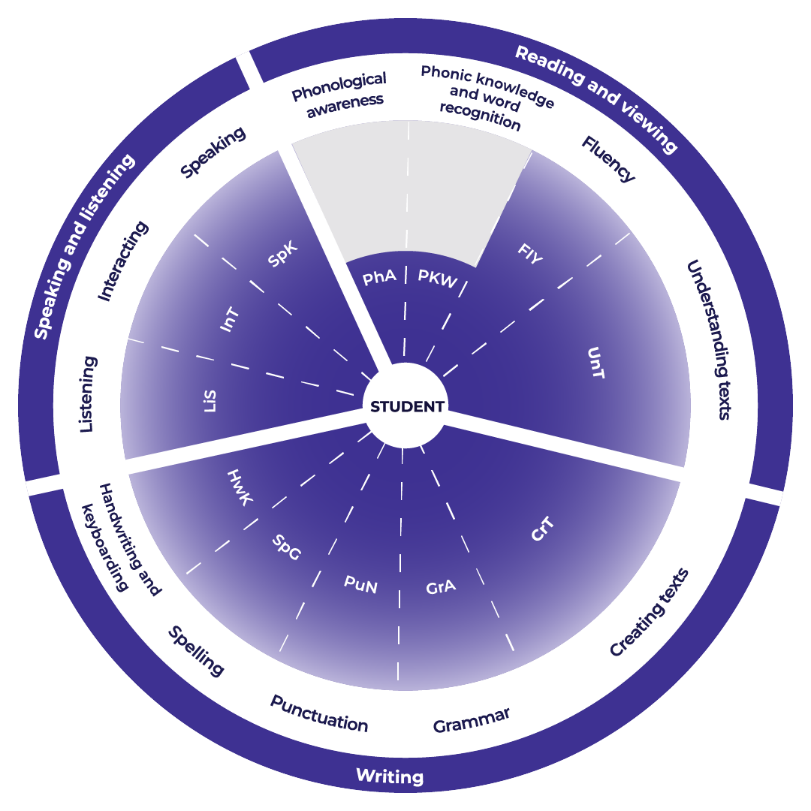 Reading and viewing
Phonological
awareness
Phonic knowledge
and word
recognition
Fluency
Understanding texts
PhA
PKW
FlY
UnT
Speaking and listening
Speaking
Interacting
Listening
SpK
InT
LiS
STUDENT
HwK
SpG
PuN
GrA
CrT
Handwriting and
keyboarding
Spelling
Punctuation
Grammar
Creating texts
Writing